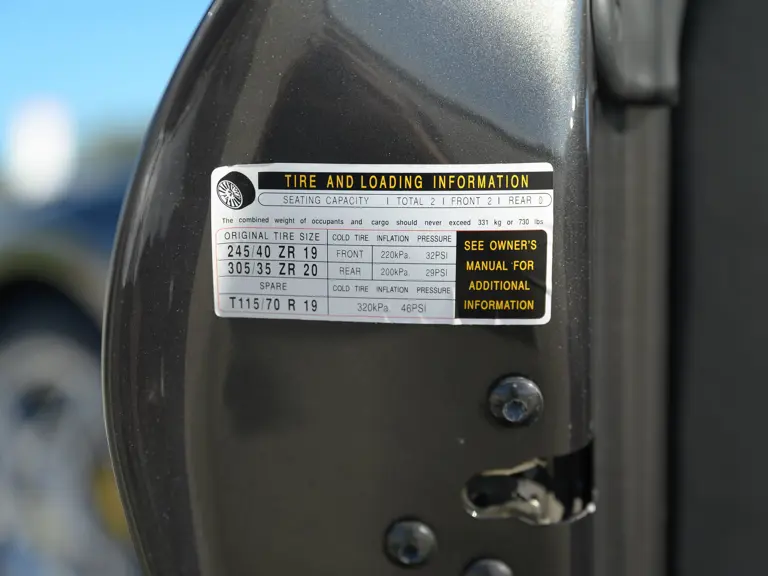 TIRE AND LOADING INFORMATION
SEATING CAPACITY | TOTAL 2 | FRONT 2 | REAR 0
The combined weight of occupants and cargo should never exceed 331 kg or 730 lbs
ORIGINAL TIRE SIZE COLD TIRE INFLATION PRESSURE
245/40 ZR 19 FRONT 220kPa. 32PSI
305/35 ZR 20 REAR 200kPa. 29PSI
SPARE COLD TIRE INFLATION PRESSURE
T115/70 R 19 320kPa. 46PSI
SEE OWNER'S
MANUAL FOR
ADDITIONAL
INFORMATION